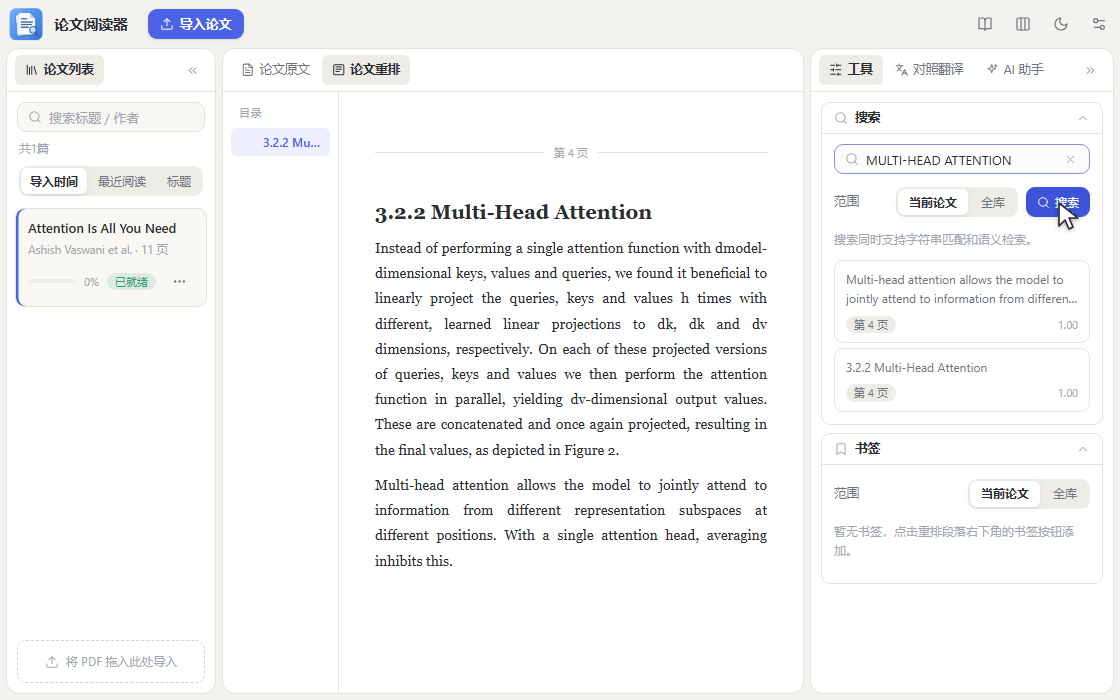 论文阅读器
导入论文
论文列表
搜索标题 / 作者
共1篇
导入时间
最近阅读
标题
Attention Is All You Need
Ashish Vaswani et al. · 11 页
0%
已就绪
将 PDF 拖入此处导入
论文原文
论文重排
目录
3.2.2 Mu...
第 4 页
3.2.2 Multi-Head Attention
Instead of performing a single attention function with dmodel-
dimensional keys, values and queries, we found it beneficial to
linearly project the queries, keys and values h times with
different, learned linear projections to dk, dk and dv
dimensions, respectively. On each of these projected versions
of queries, keys and values we then perform the attention
function in parallel, yielding dv-dimensional output values.
These are concatenated and once again projected, resulting in
the final values, as depicted in Figure 2.
Multi-head attention allows the model to jointly attend to
information from different representation subspaces at
different positions. With a single attention head, averaging
inhibits this.
工具
对照翻译
AI 助手
搜索
MULTI-HEAD ATTENTION
范围
当前论文
全库
搜索
搜索同时支持字符串匹配和语义检索。
Multi-head attention allows the model to
jointly attend to information from differen...
第 4 页
1.00
3.2.2 Multi-Head Attention
第 4 页
1.00
书签
范围
当前论文
全库
暂无书签，点击重排段落右下角的书签按钮添
加。